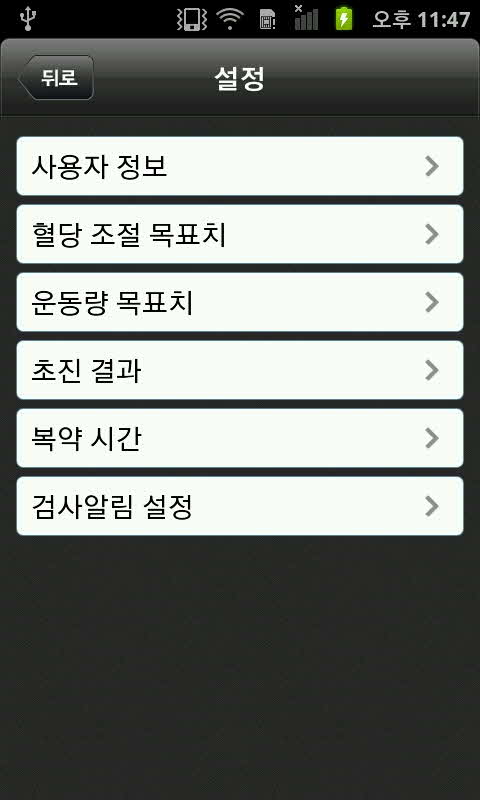 오후 11:47
뒤로
설정
사용자 정보
혈당 조절 목표치
운동량 목표치
초진 결과
복약 시간
검사알림 설정